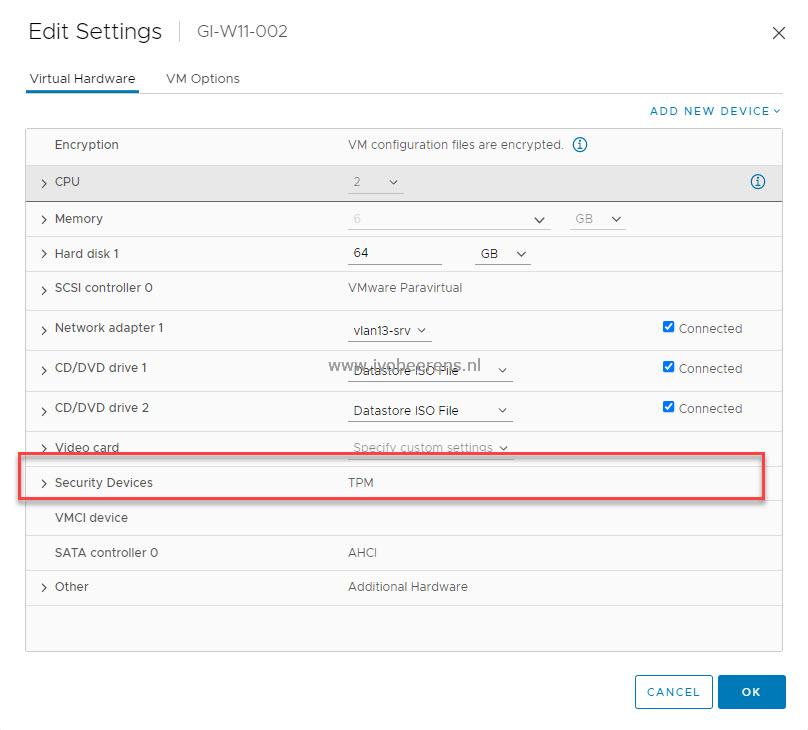 Edit Settings GI-W11-002
Virtual Hardware VM Options
ADD NEW DEVICE
Encryption VM configuration files are encrypted.
CPU 2
Memory 6 GB
Hard disk 1 64 GB
SCSI controller 0 VMware Paravirtual
Network adapter 1 vlan13-srv Connected
www.ivobeerens.nl
CD/DVD drive 1 Datastore ISO File Connected
CD/DVD drive 2 Datastore ISO File Connected
Video card Specify custom settings
Security Devices TPM
VMCI device
SATA controller 0 AHCI
Other Additional Hardware
CANCEL OK